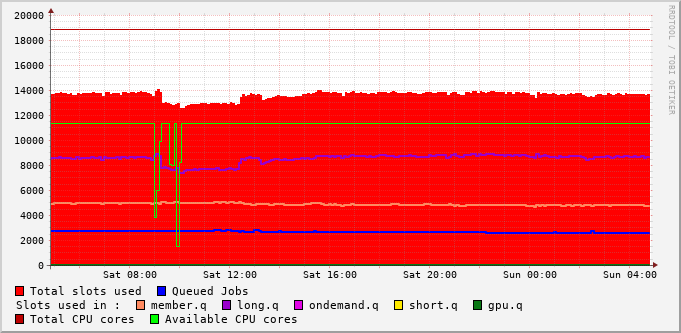 20000
18000
16000
14000
12000
10000
8000
6000
4000
2000
0
Sat 08:00 Sat 12:00 Sat 16:00 Sat 20:00 Sun 00:00 Sun 04:00
Total slots used Queued Jobs
Slots used in : member.q long.q ondemand.q short.q gpu.q
Total CPU cores Available CPU cores
RRDTOOL / TOBI OETIKER